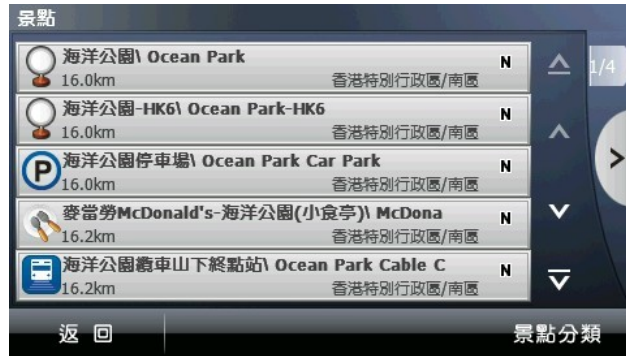 景點
海洋公園\ Ocean Park
N
16.0km 香港特別行政區/南區
1/4
海洋公園-HK6\ Ocean Park-HK6
N
16.0km 香港特別行政區/南區
P
海洋公園停車場\ Ocean Park Car Park
N
16.0km 香港特別行政區/南區
麥當勞McDonald's-海洋公園(小食亭)\ McDona
N
16.2km 香港特別行政區/南區
海洋公園纜車山下終點站\ Ocean Park Cable C
N
16.2km 香港特別行政區/南區
返 回 景點分類